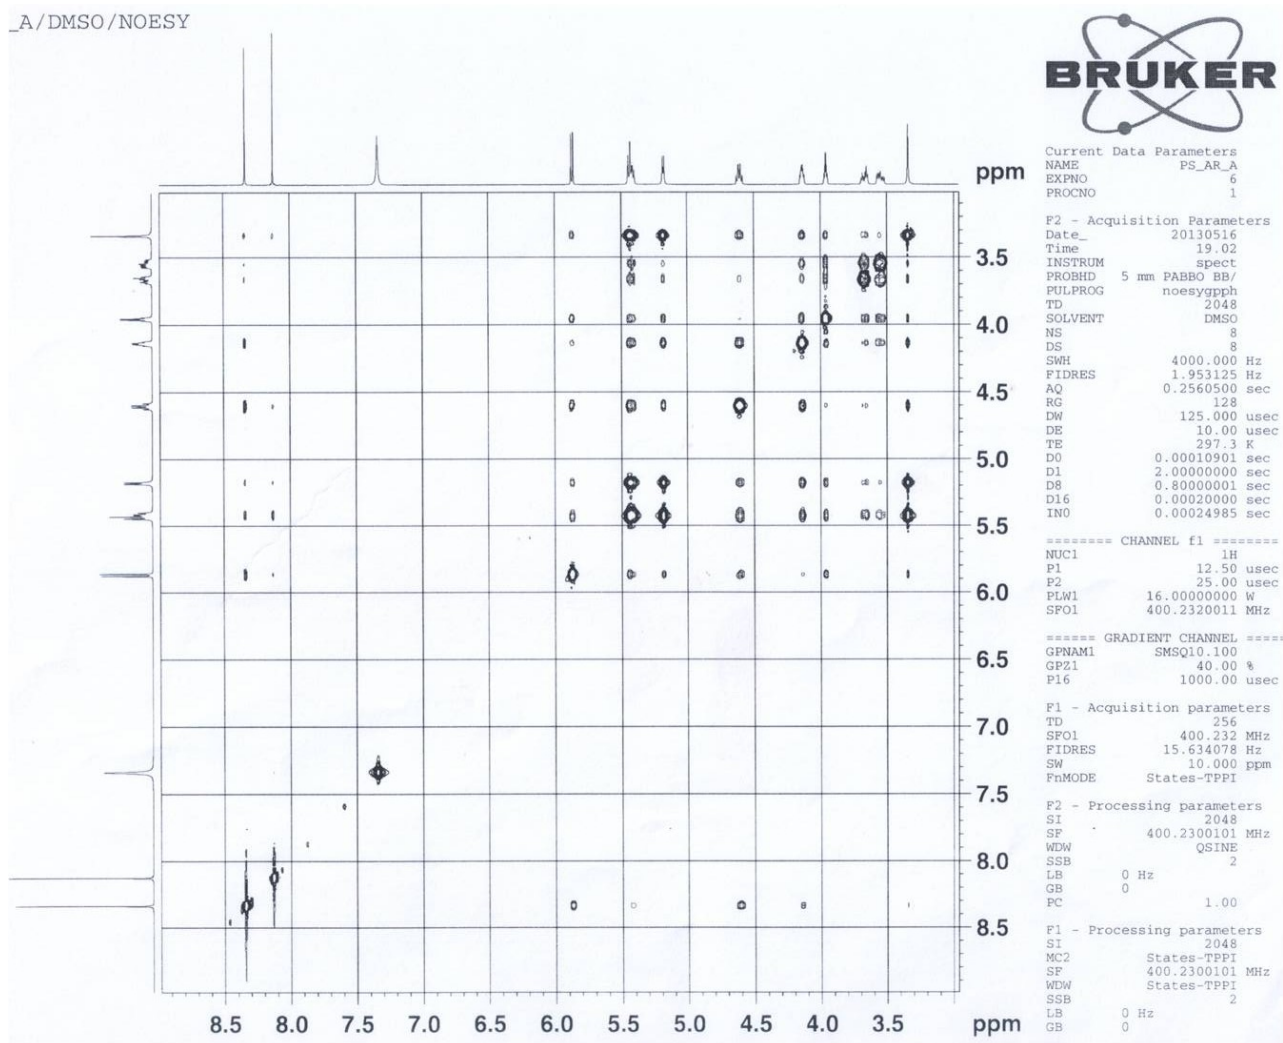 _A/DMSO/NOESY
BRUKER
ppm
3.5
4.0
4.5
5.0
5.5
6.0
6.5
7.0
7.5
8.0
8.5
8.5 8.0 7.5 7.0 6.5 6.0 5.5 5.0 4.5 4.0 3.5 ppm
Current Data Parameters
NAME PS_AR_A
EXPNO 6
PROCNO 1
F2 - Acquisition Parameters
Date_ 20130516
Time 19.02
INSTRUM spect
PROBHD 5 mm PABBO BB/
PULPROG noesygpph
TD 2048
SOLVENT DMSO
NS 8
DS 8
SWH 4000.000 Hz
FIDRES 1.953125 Hz
AQ 0.2560500 sec
RG 128
DW 125.000 usec
DE 10.00 usec
TE 297.3 K
D0 0.00010901 sec
D1 2.00000000 sec
D8 0.80000001 sec
D16 0.00020000 sec
IN0 0.00024985 sec
======== CHANNEL f1 ========
NUC1 1H
P1 12.50 usec
P2 25.00 usec
PLW1 16.00000000 W
SFO1 400.2320011 MHz
====== GRADIENT CHANNEL =====
GPNAM1 SMSQ10.100
GPZ1 40.00 %
P16 1000.00 usec
F1 - Acquisition parameters
TD 256
SFO1 400.232 MHz
FIDRES 15.634078 Hz
SW 10.000 ppm
FnMODE States-TPPI
F2 - Processing parameters
SI 2048
SF 400.2300101 MHz
WDW QSINE
SSB 2
LB 0 Hz
GB 0
PC 1.00
F1 - Processing parameters
SI 2048
MC2 States-TPPI
SF 400.2300101 MHz
WDW States-TPPI
SSB 2
LB 0 Hz
GB 0